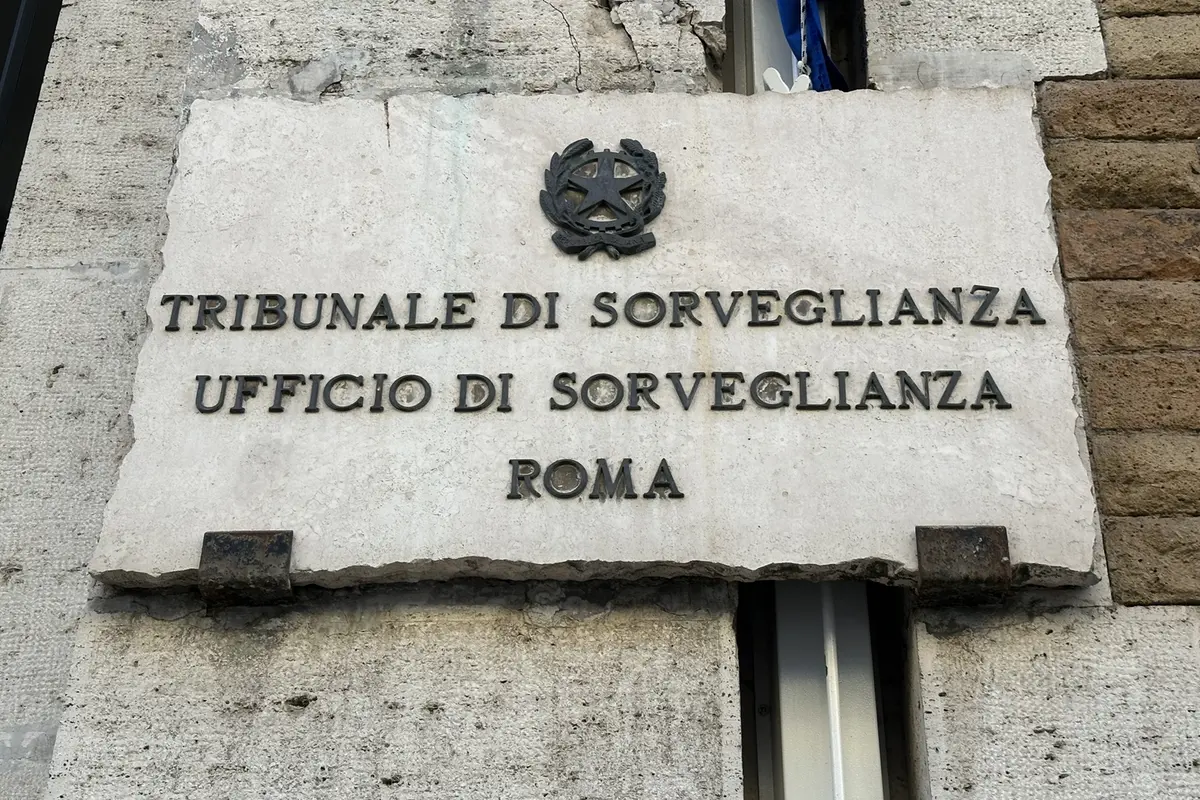 TRIBUNALE DI SORVEGLIANZA
UFFICIO DI SORVEGLIANZA
ROMA